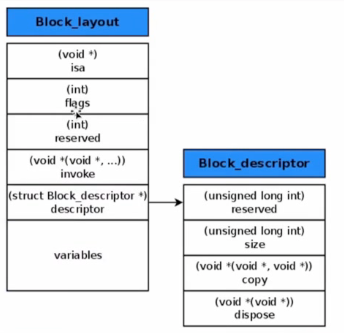 Block_layout
(void *)
isa
(int)
flags
(int)
reserved
(void *(void *, ...))
invoke
(struct Block_descriptor *)
descriptor
variables
Block_descriptor
(unsigned long int)
reserved
(unsigned long int)
size
(void *(void *, void *))
copy
(void *(void *))
dispose